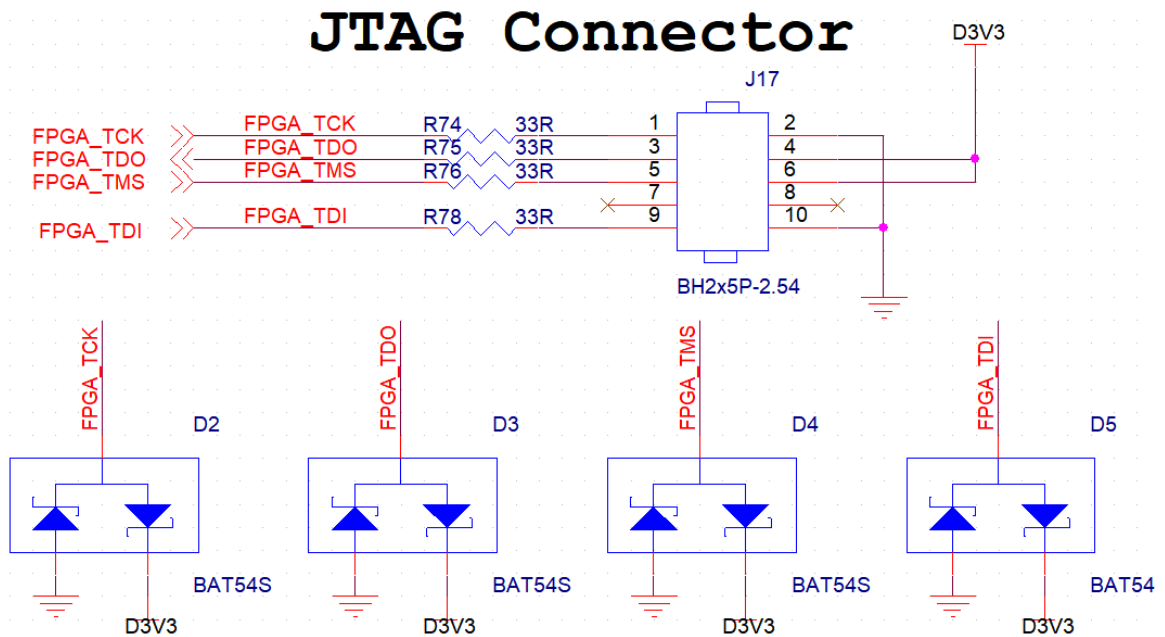 JTAG Connector
D3V3
J17
FPGA_TCK FPGA_TCK R74 33R 1 2
FPGA_TDO FPGA_TDO R75 33R 3 4
FPGA_TMS FPGA_TMS R76 33R 5 6
7 8
FPGA_TDI FPGA_TDI R78 33R 9 10
BH2x5P-2.54
FPGA_TCK FPGA_TDO FPGA_TMS FPGA_TDI
D2 D3 D4 D5
BAT54S BAT54S BAT54S BAT54
D3V3 D3V3 D3V3 D3V3